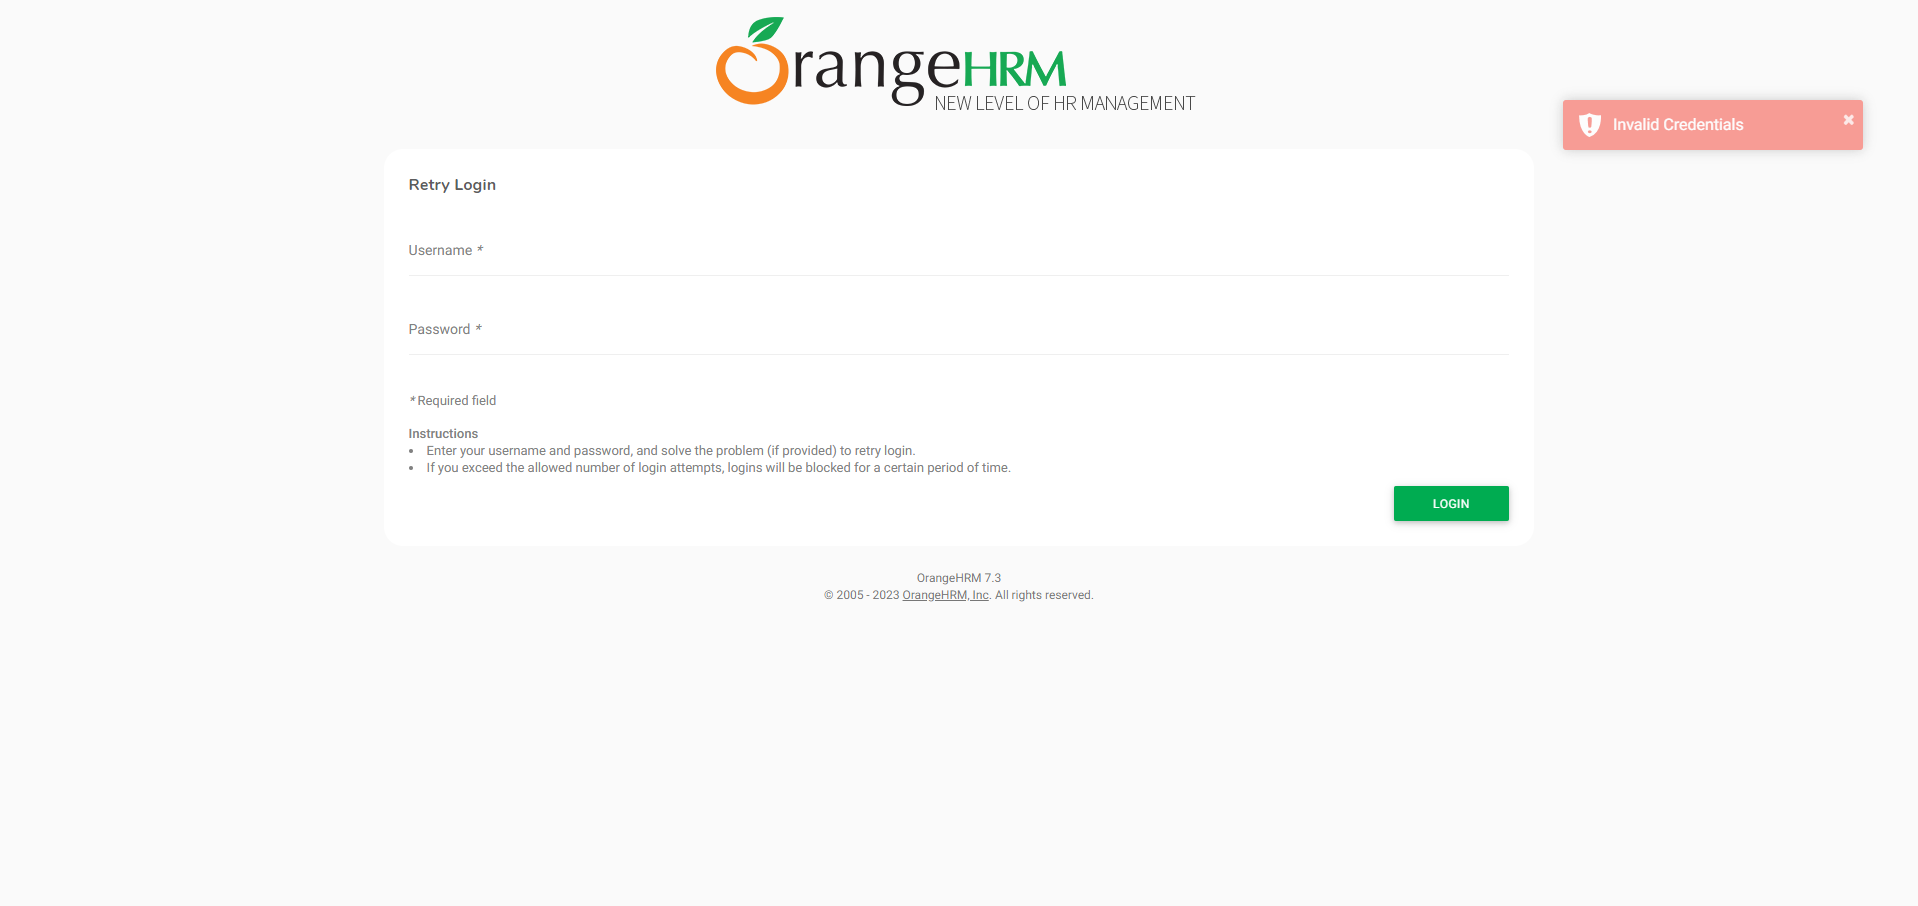 OrangeHRM
NEW LEVEL OF HR MANAGEMENT
Invalid Credentials
×
Retry Login
Username *
Password *
* Required field
Instructions
• Enter your username and password, and solve the problem (if provided) to retry login.
• If you exceed the allowed number of login attempts, logins will be blocked for a certain period of time.
LOGIN
OrangeHRM 7.3
© 2005 - 2023 OrangeHRM, Inc. All rights reserved.